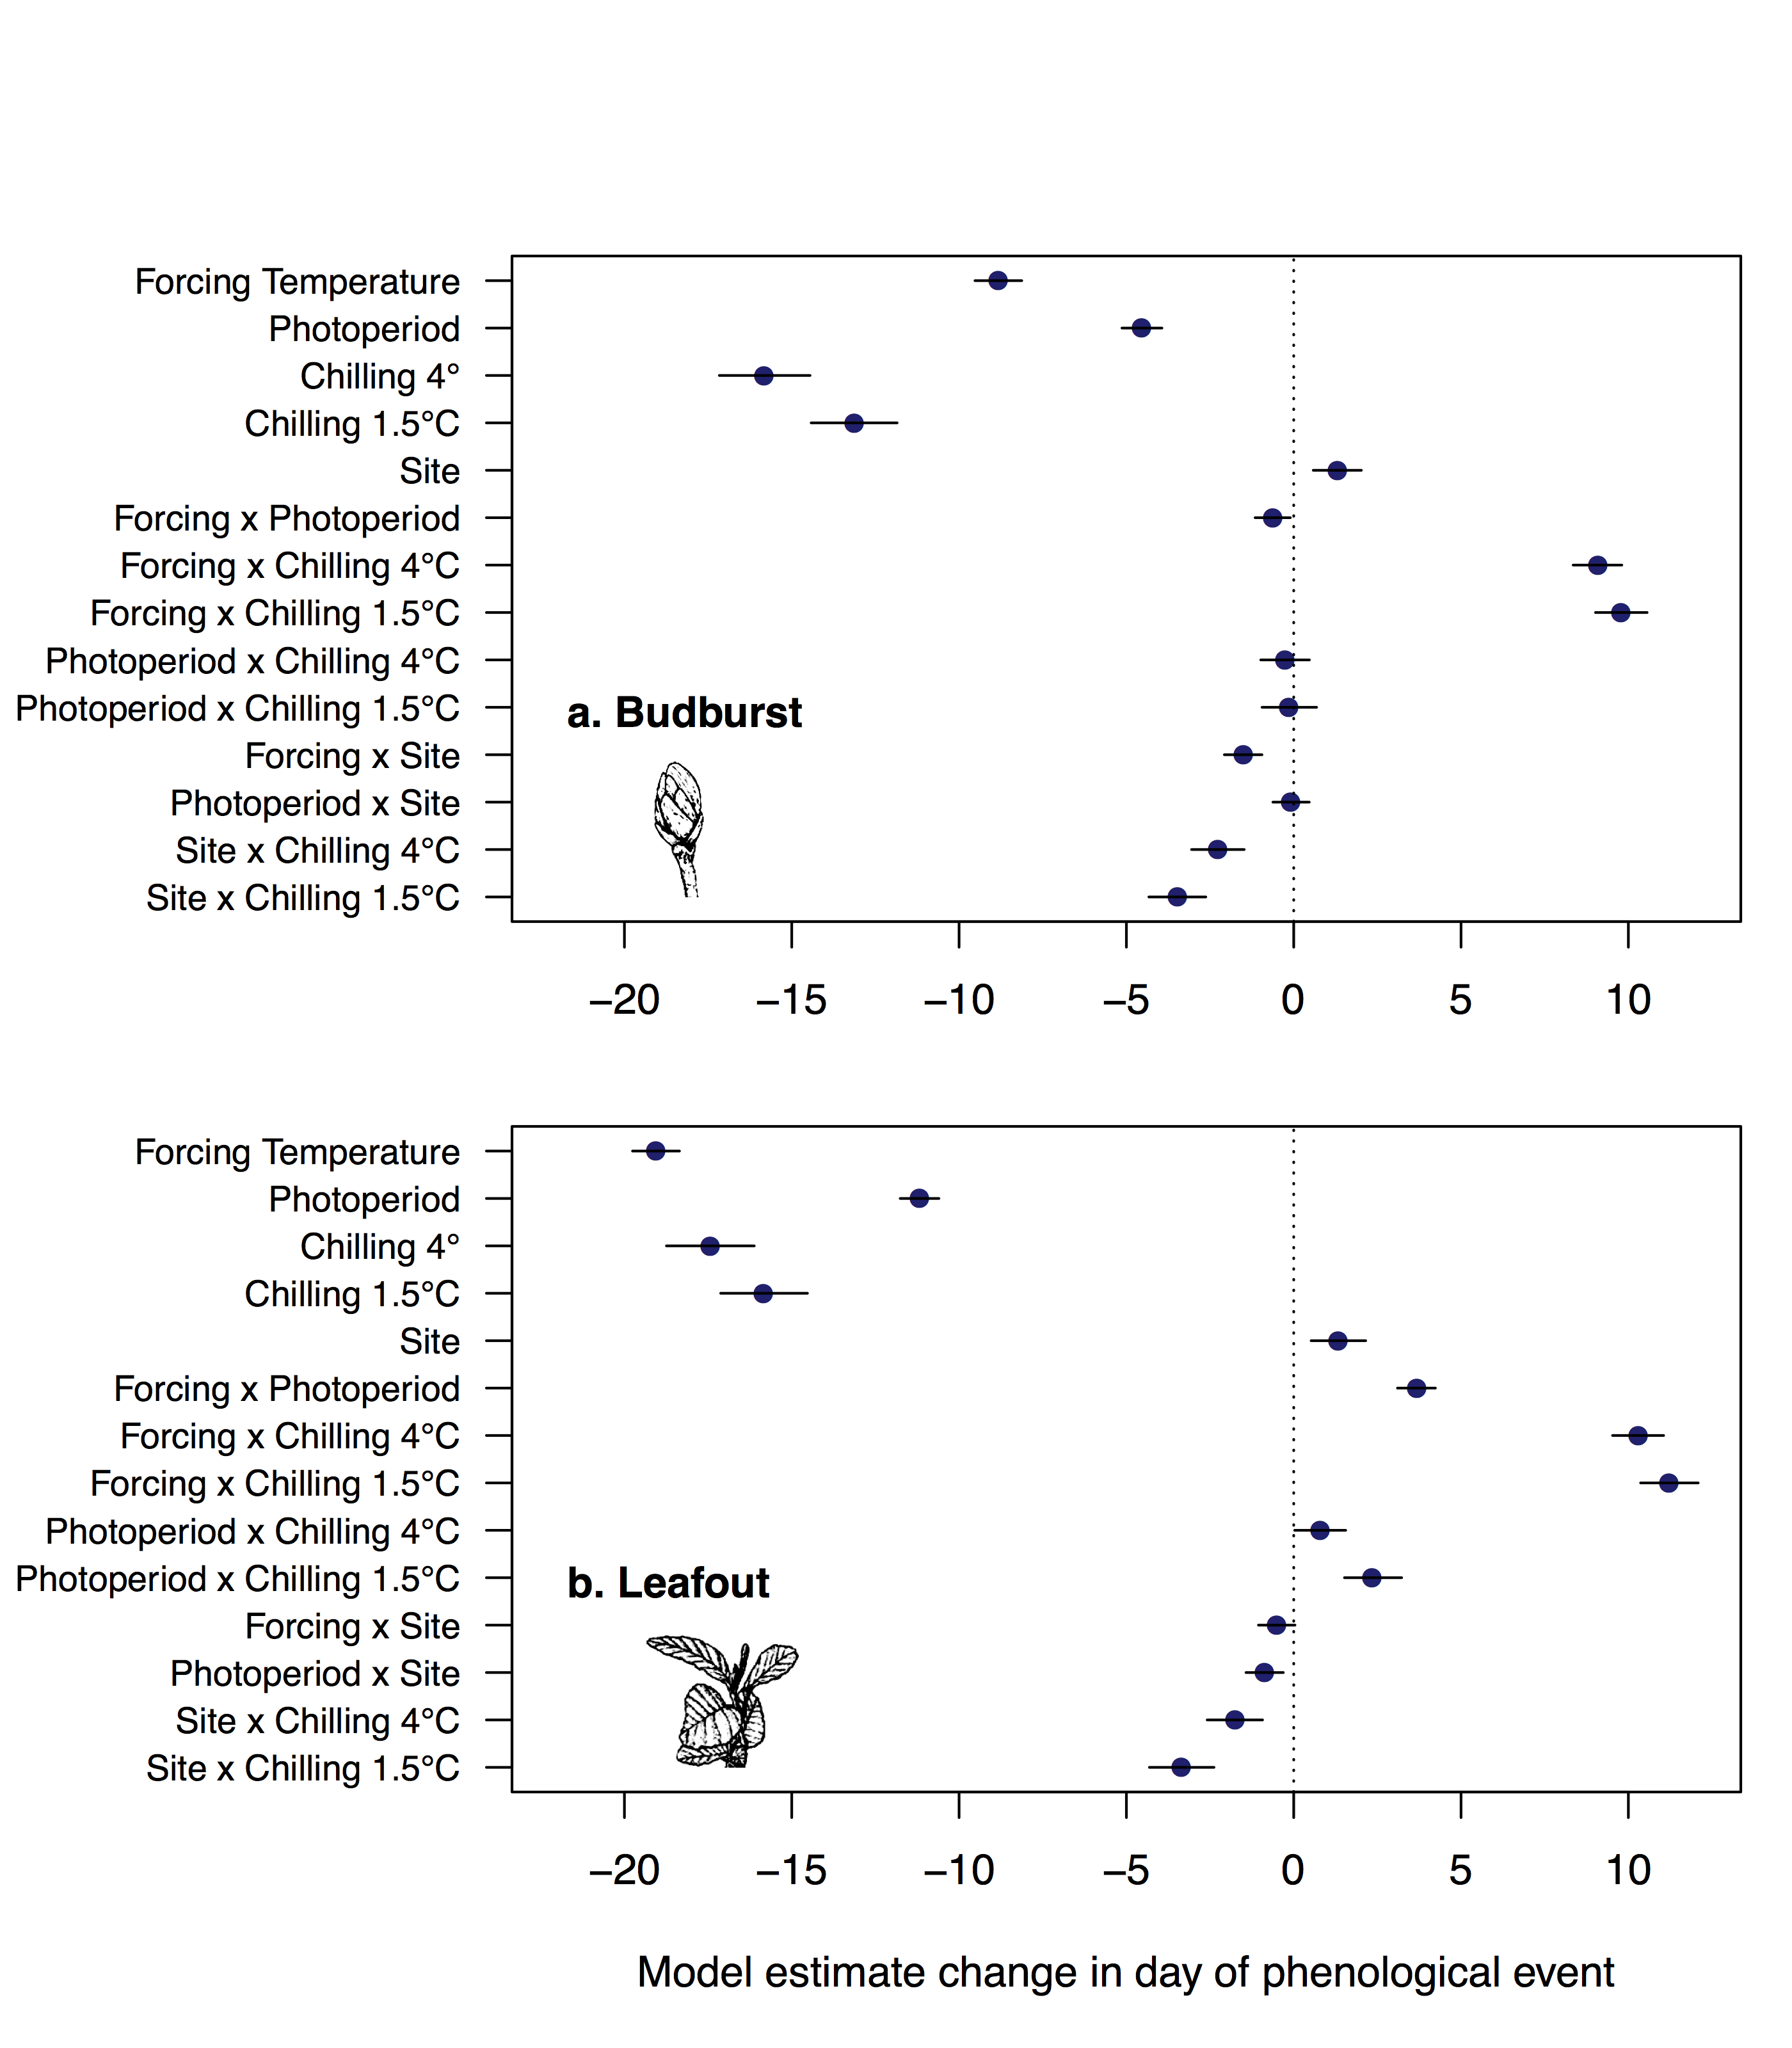 Forcing Temperature
Photoperiod
Chilling 4°
Chilling 1.5°C
Site
Forcing x Photoperiod
Forcing x Chilling 4°C
Forcing x Chilling 1.5°C
Photoperiod x Chilling 4°C
Photoperiod x Chilling 1.5°C
Forcing x Site
Photoperiod x Site
Site x Chilling 4°C
Site x Chilling 1.5°C
a. Budburst
−20 −15 −10 −5 0 5 10
Forcing Temperature
Photoperiod
Chilling 4°
Chilling 1.5°C
Site
Forcing x Photoperiod
Forcing x Chilling 4°C
Forcing x Chilling 1.5°C
Photoperiod x Chilling 4°C
Photoperiod x Chilling 1.5°C
Forcing x Site
Photoperiod x Site
Site x Chilling 4°C
Site x Chilling 1.5°C
b. Leafout
−20 −15 −10 −5 0 5 10
Model estimate change in day of phenological event